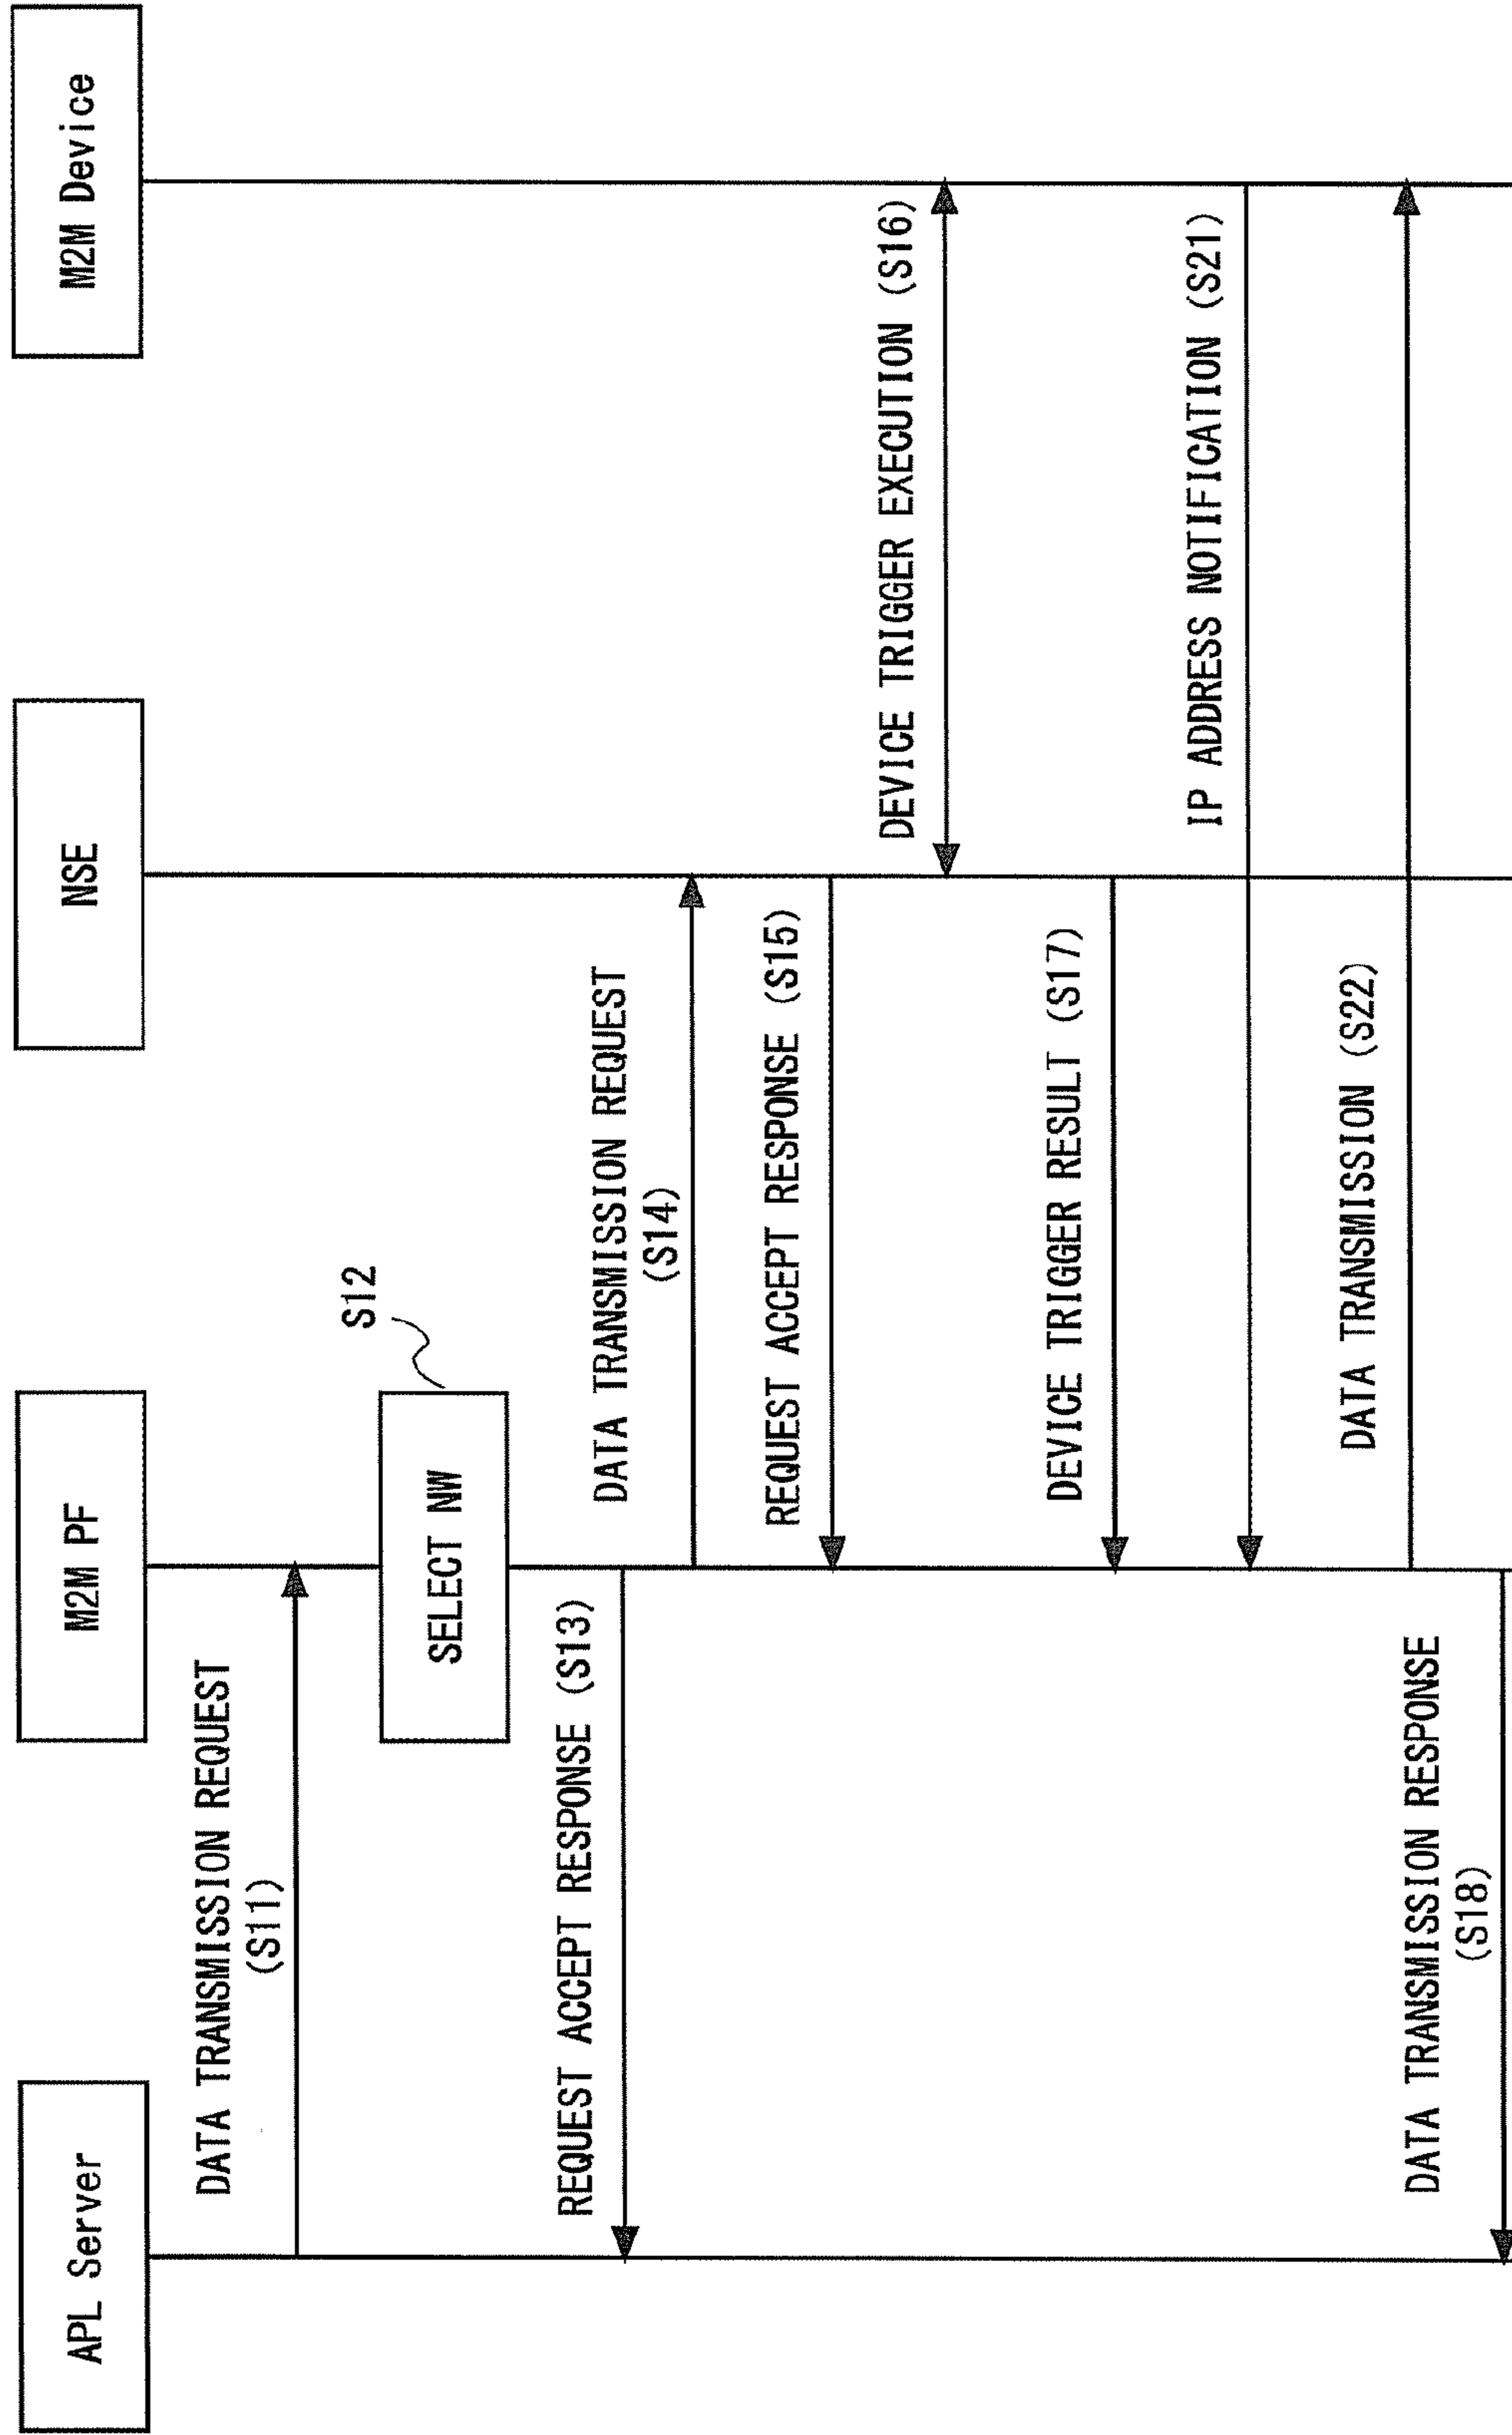 APL Server
M2M PF
NSE
M2M Device
DATA TRANSMISSION REQUEST
(S11)
SELECT NW
S12
REQUEST ACCEPT RESPONSE (S13)
DATA TRANSMISSION REQUEST
(S14)
REQUEST ACCEPT RESPONSE (S15)
DEVICE TRIGGER EXECUTION (S16)
DEVICE TRIGGER RESULT (S17)
IP ADDRESS NOTIFICATION (S21)
DATA TRANSMISSION (S22)
DATA TRANSMISSION RESPONSE
(S18)